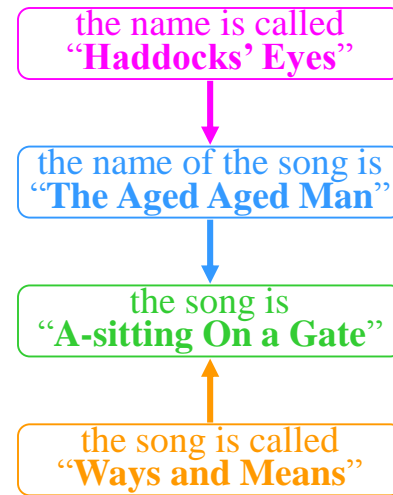 the name is called
“Haddocks’ Eyes”
the name of the song is
“The Aged Aged Man”
the song is
“A-sitting On a Gate”
the song is called
“Ways and Means”